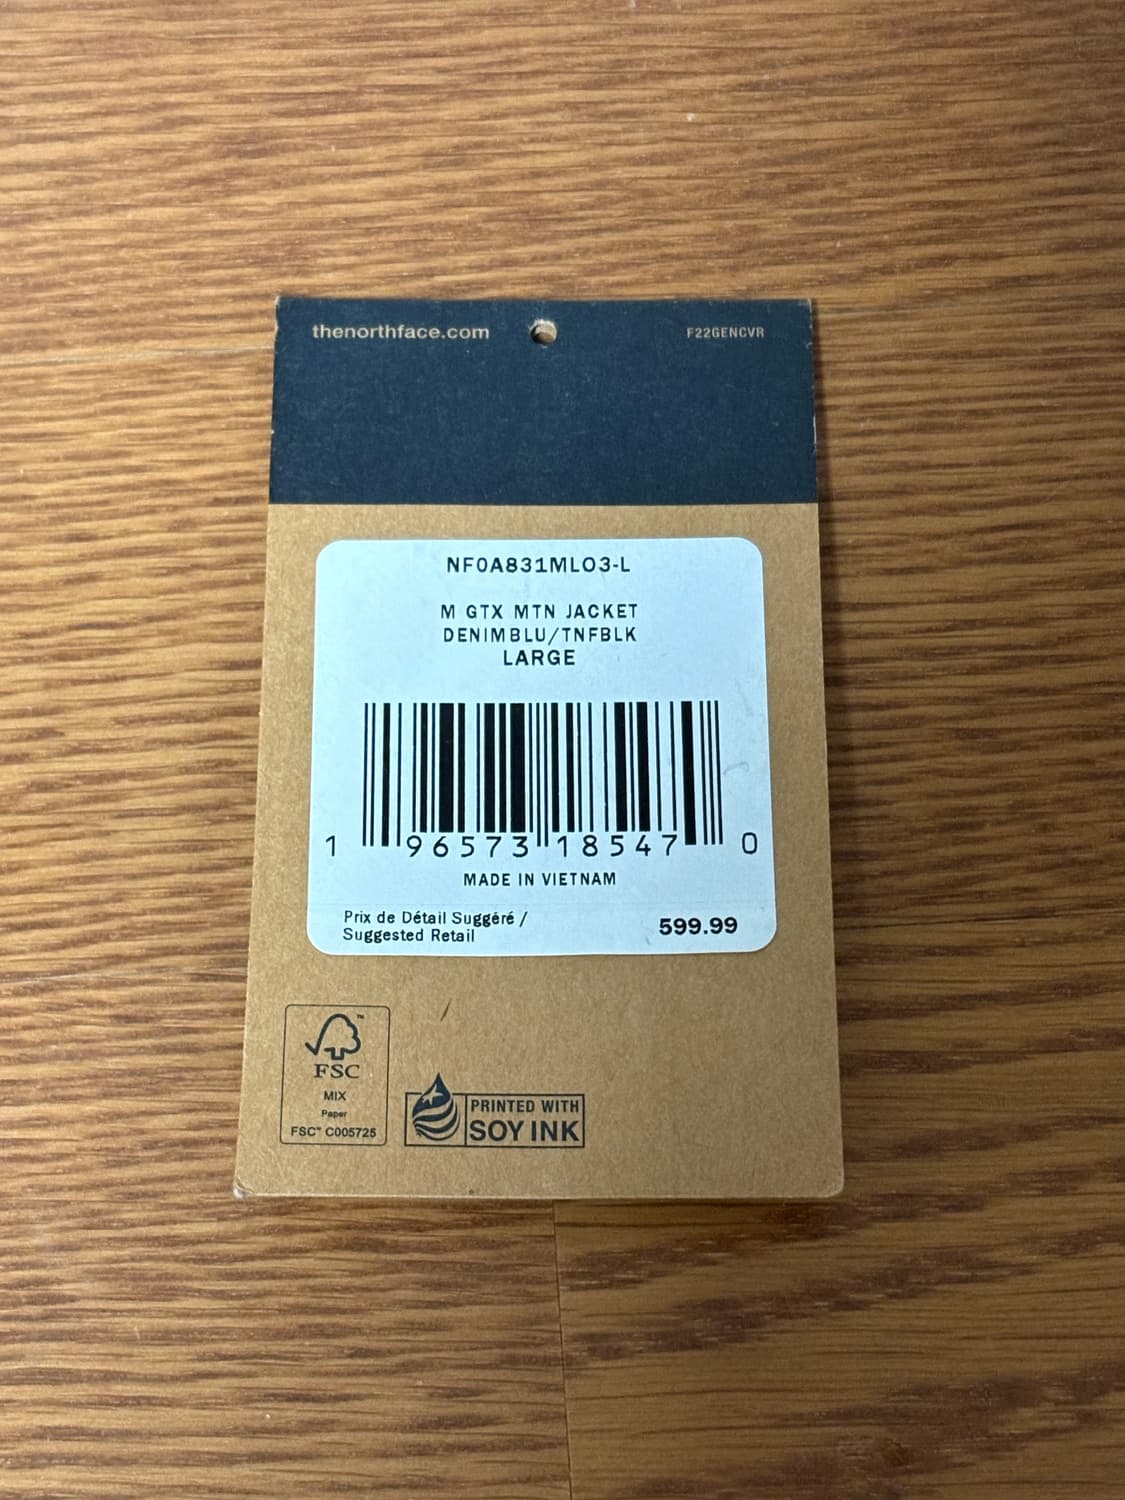 thenorthface.com
F22GENCVR
NF0A831MLO3-L
M GTX MTN JACKET
DENIMBLU/TNFBLK
LARGE
1 96573 18547 0
MADE IN VIETNAM
Prix de Détail Suggéré /
Suggested Retail
599.99
FSC
MIX
Paper
FSC™ C005725
PRINTED WITH
SOY INK